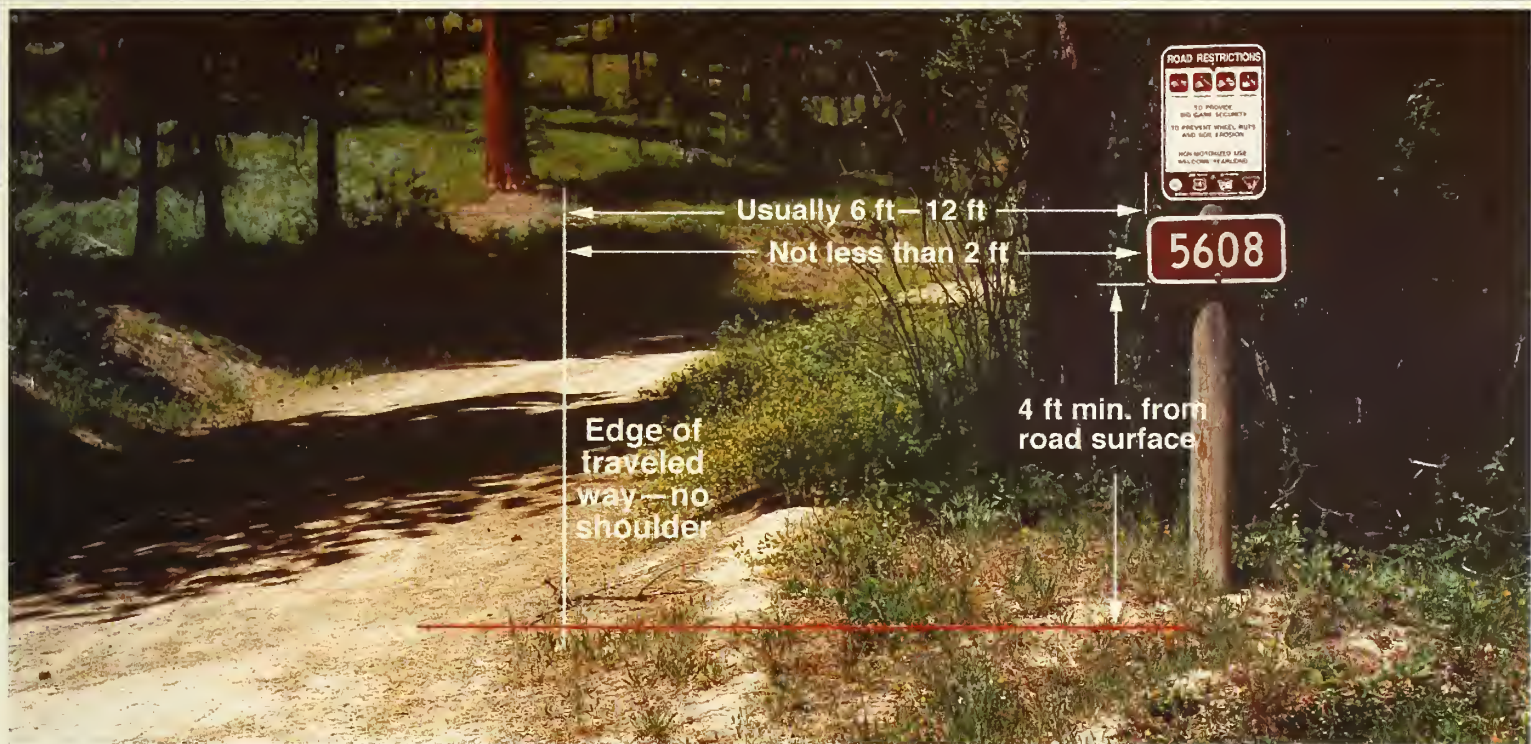 ROAD RESTRICTIONS
TO PROVIDE
BIG GAME SECURITY
TO PREVENT WHEEL RUTS
AND SOIL EROSION
NON-MOTORIZED USE
WELCOME YEARLONG
Usually 6 ft—12 ft
Not less than 2 ft
5608
4 ft min. from
road surface
Edge of
traveled
way—no
shoulder